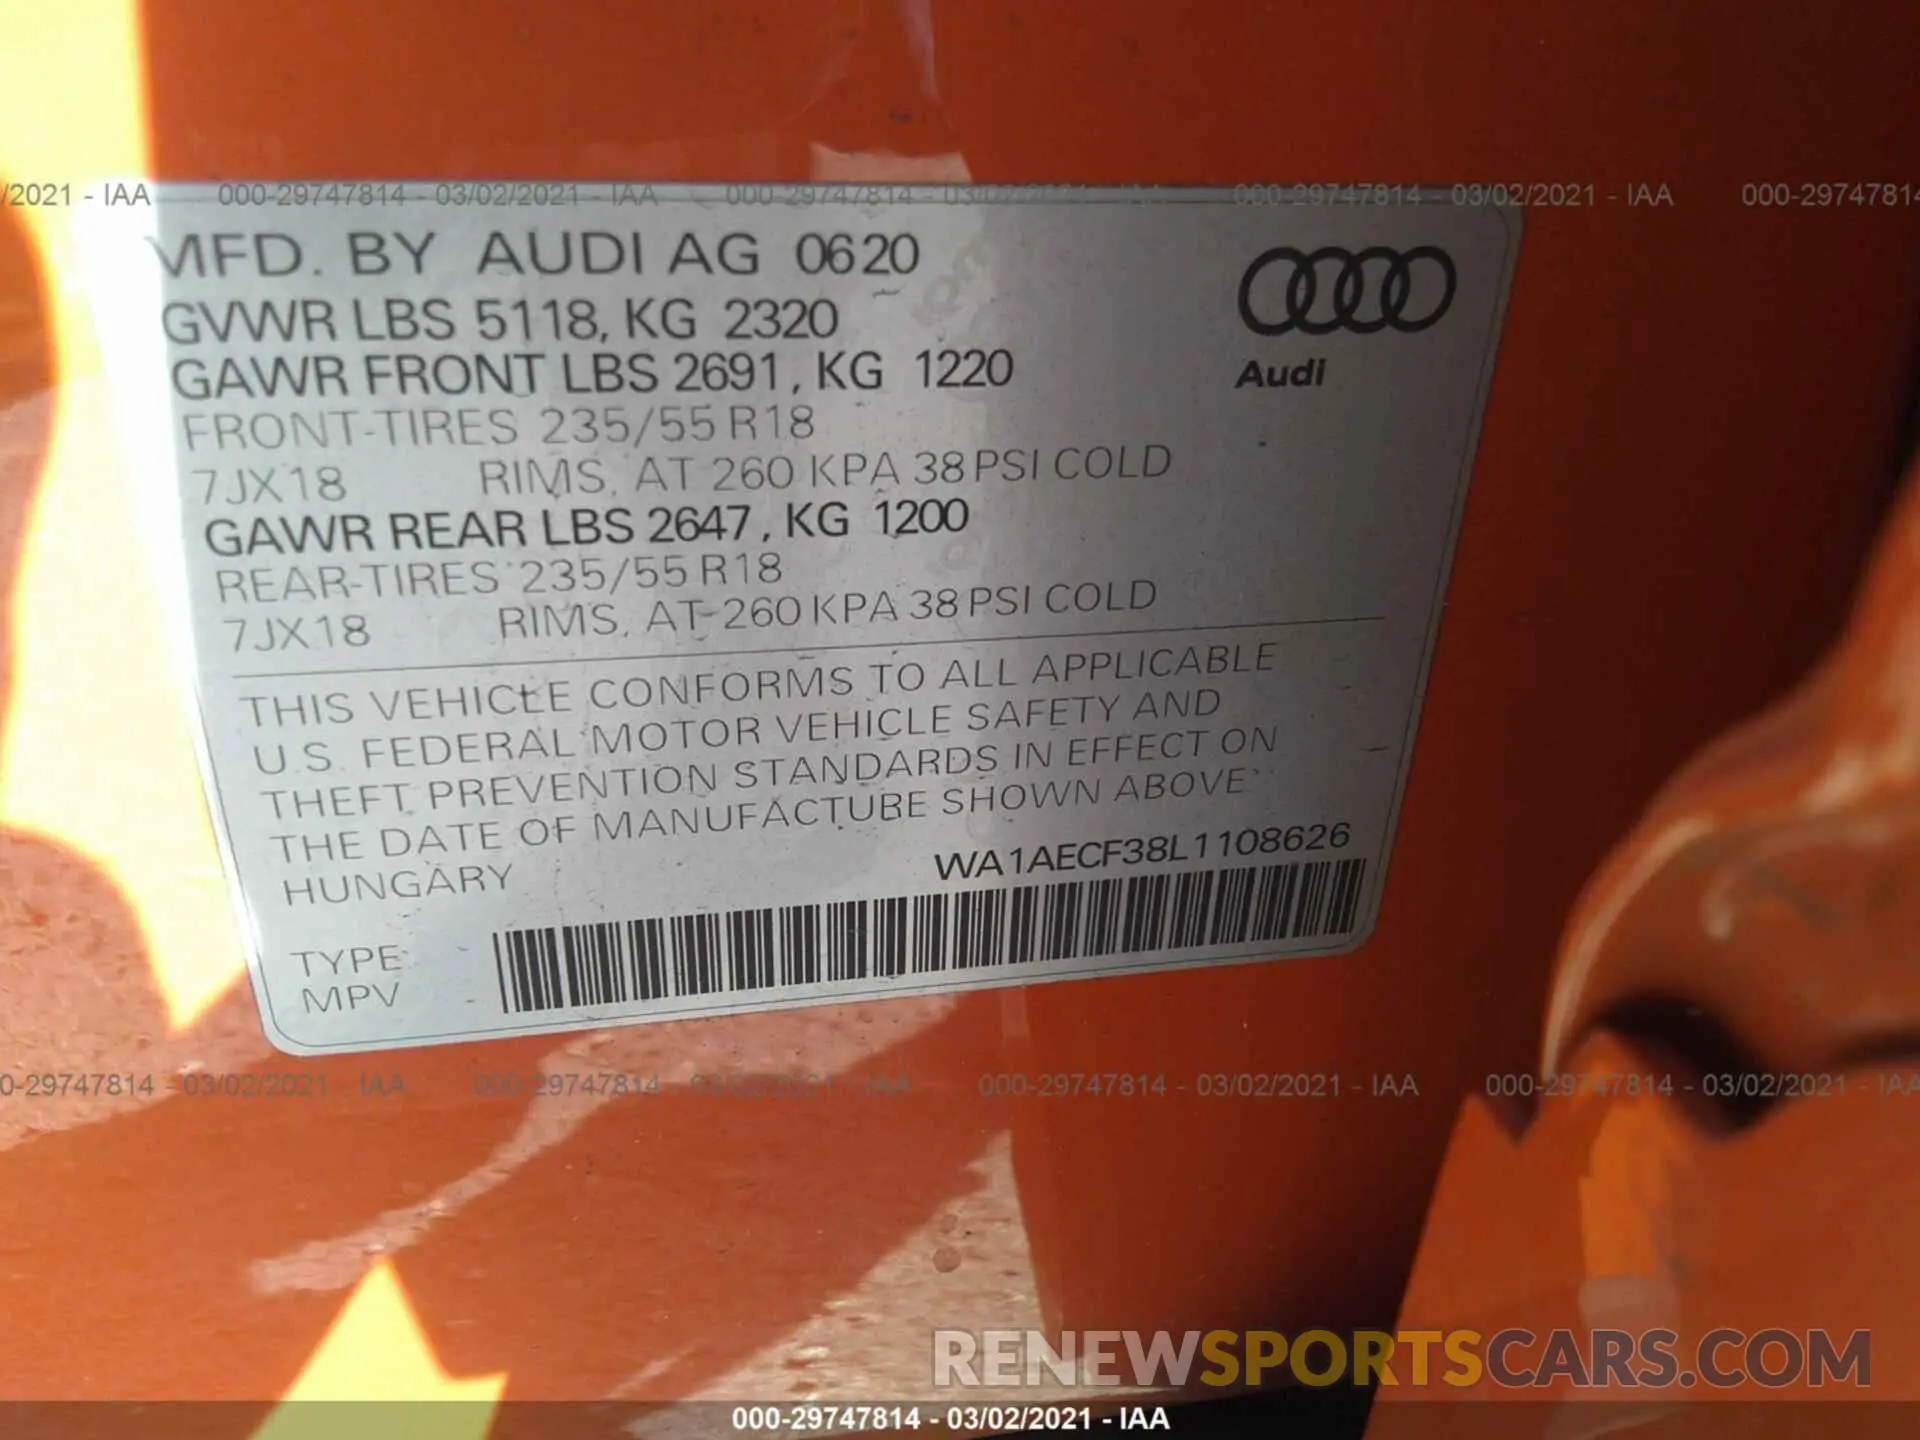 /2021 - IAA 000-29747814 - 03/02/2021 - IAA 000-29747814 - 03/02/2021 - IAA 000-29747814 - 03/02/2021 - IAA 000-29747814
MFD. BY AUDI AG 0620
GVWR LBS 5118, KG 2320
GAWR FRONT LBS 2691, KG 1220
Audi
FRONT-TIRES 235/55 R18
7JX18 RIMS, AT 260 KPA 38 PSI COLD
GAWR REAR LBS 2647, KG 1200
REAR-TIRES 235/55 R18
7JX18 RIMS, AT 260 KPA 38 PSI COLD
THIS VEHICLE CONFORMS TO ALL APPLICABLE
U.S. FEDERAL MOTOR VEHICLE SAFETY AND
THEFT PREVENTION STANDARDS IN EFFECT ON
THE DATE OF MANUFACTURE SHOWN ABOVE
HUNGARY WA1AECF38L1108626
TYPE:
MPV
0-29747814 - 03/02/2021 - IAA 000-29747814 - 03/02/2021 - IAA 000-29747814 - 03/02/2021 - IAA 000-29747814 - 03/02/2021 - IAA
RENEWSPORTSCARS.COM
000-29747814 - 03/02/2021 - IAA